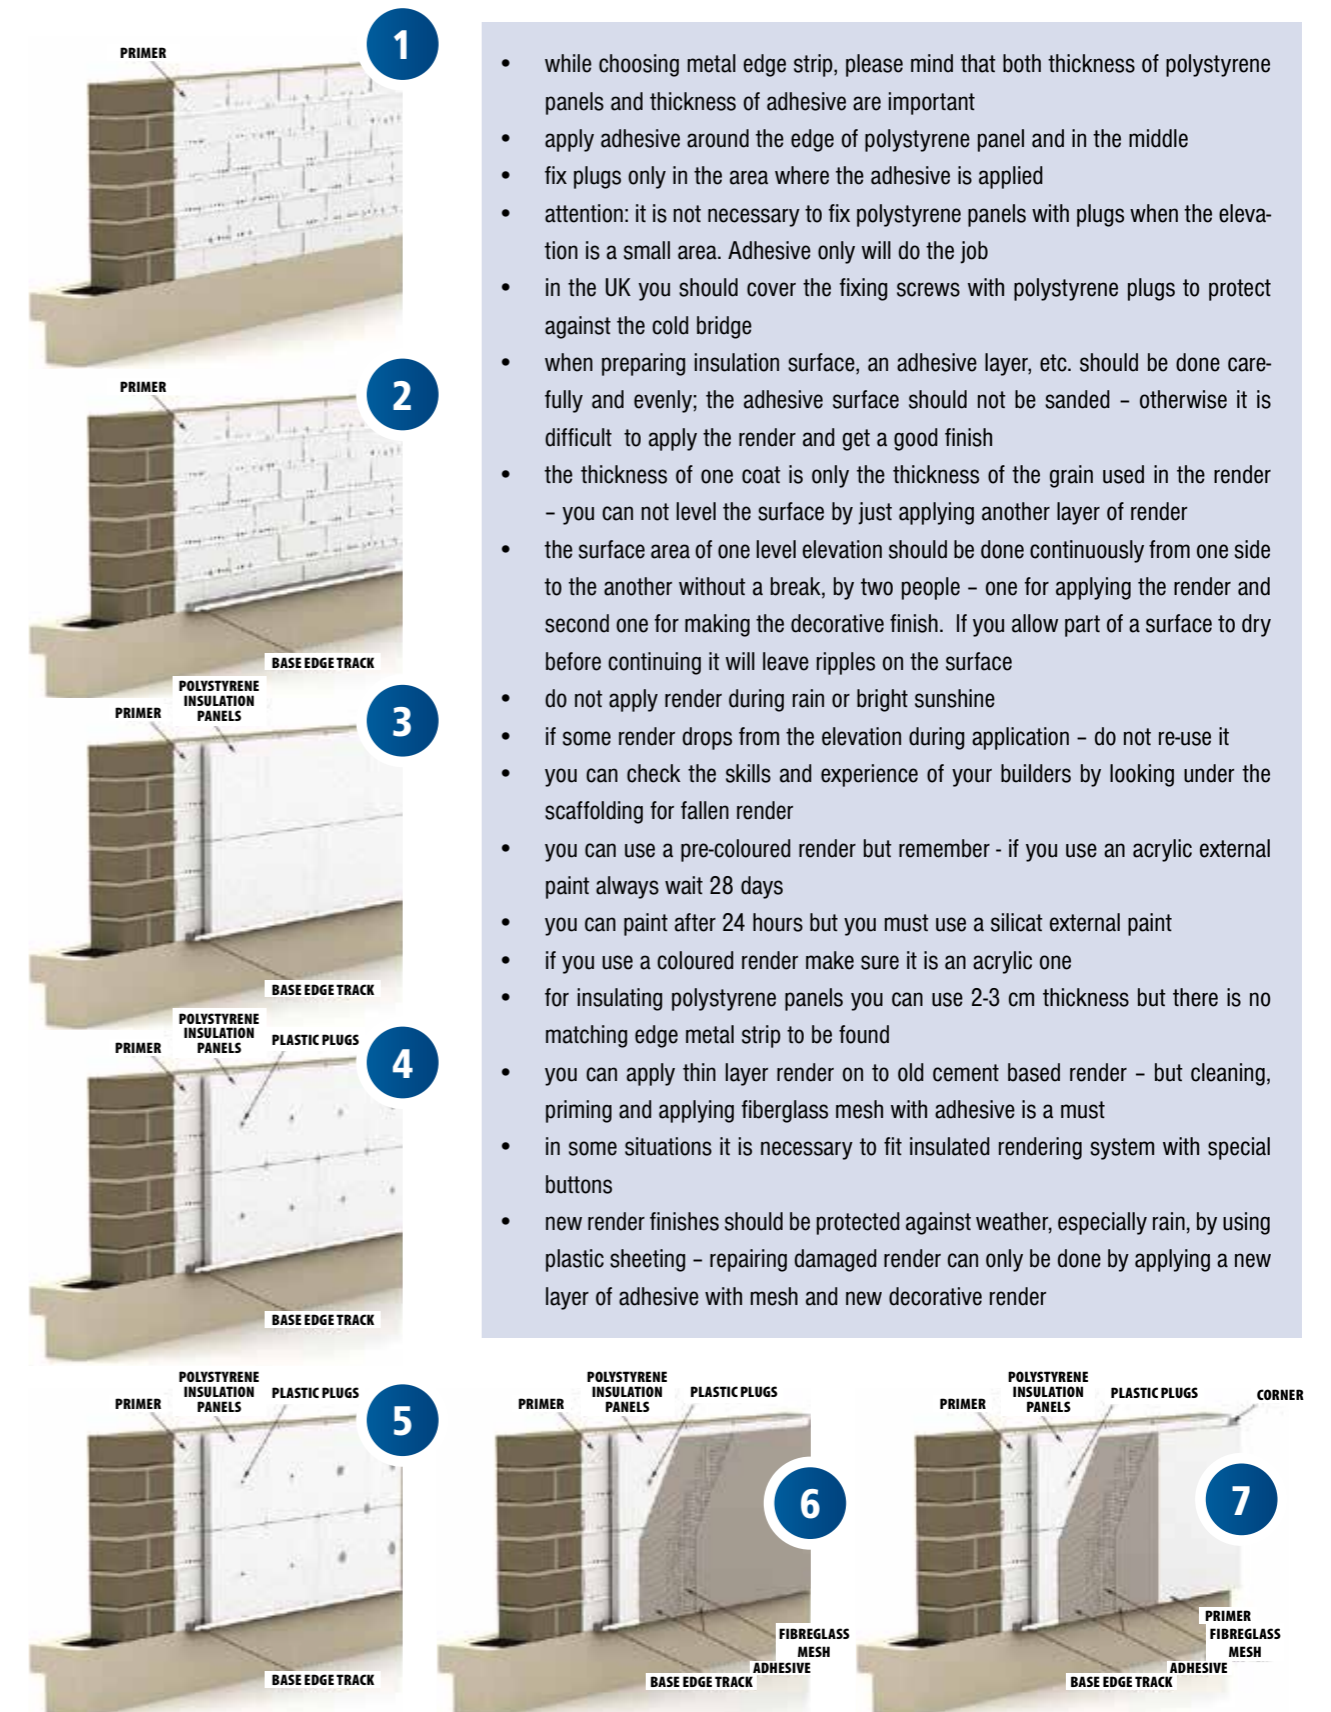 1
PRIMER
2
PRIMER
BASE EDGE TRACK
3
POLYSTYRENE
INSULATION
PANELS
PRIMER
BASE EDGE TRACK
4
POLYSTYRENE
INSULATION
PANELS
PRIMER
PLASTIC PLUGS
BASE EDGE TRACK
• while choosing metal edge strip, please mind that both thickness of polystyrene
panels and thickness of adhesive are important
• apply adhesive around the edge of polystyrene panel and in the middle
• fix plugs only in the area where the adhesive is applied
• attention: it is not necessary to fix polystyrene panels with plugs when the eleva-
tion is a small area. Adhesive only will do the job
• in the UK you should cover the fixing screws with polystyrene plugs to protect
against the cold bridge
• when preparing insulation surface, an adhesive layer, etc. should be done care-
fully and evenly; the adhesive surface should not be sanded – otherwise it is
difficult to apply the render and get a good finish
• the thickness of one coat is only the thickness of the grain used in the render
– you can not level the surface by just applying another layer of render
• the surface area of one level elevation should be done continuously from one side
to the another without a break, by two people – one for applying the render and
second one for making the decorative finish. If you allow part of a surface to dry
before continuing it will leave ripples on the surface
• do not apply render during rain or bright sunshine
• if some render drops from the elevation during application – do not re-use it
• you can check the skills and experience of your builders by looking under the
scaffolding for fallen render
• you can use a pre-coloured render but remember - if you use an acrylic external
paint always wait 28 days
• you can paint after 24 hours but you must use a silicat external paint
• if you use a coloured render make sure it is an acrylic one
• for insulating polystyrene panels you can use 2-3 cm thickness but there is no
matching edge metal strip to be found
• you can apply thin layer render on to old cement based render – but cleaning,
priming and applying fiberglass mesh with adhesive is a must
• in some situations it is necessary to fit insulated rendering system with special
buttons
• new render finishes should be protected against weather, especially rain, by using
plastic sheeting – repairing damaged render can only be done by applying a new
layer of adhesive with mesh and new decorative render
5
POLYSTYRENE
INSULATION
PANELS
PRIMER
PLASTIC PLUGS
BASE EDGE TRACK
6
POLYSTYRENE
INSULATION
PANELS
PRIMER
PLASTIC PLUGS
FIBREGLASS
MESH
ADHESIVE
BASE EDGE TRACK
7
POLYSTYRENE
INSULATION
PANELS
PRIMER
PLASTIC PLUGS
CORNER
PRIMER
FIBREGLASS
MESH
ADHESIVE
BASE EDGE TRACK